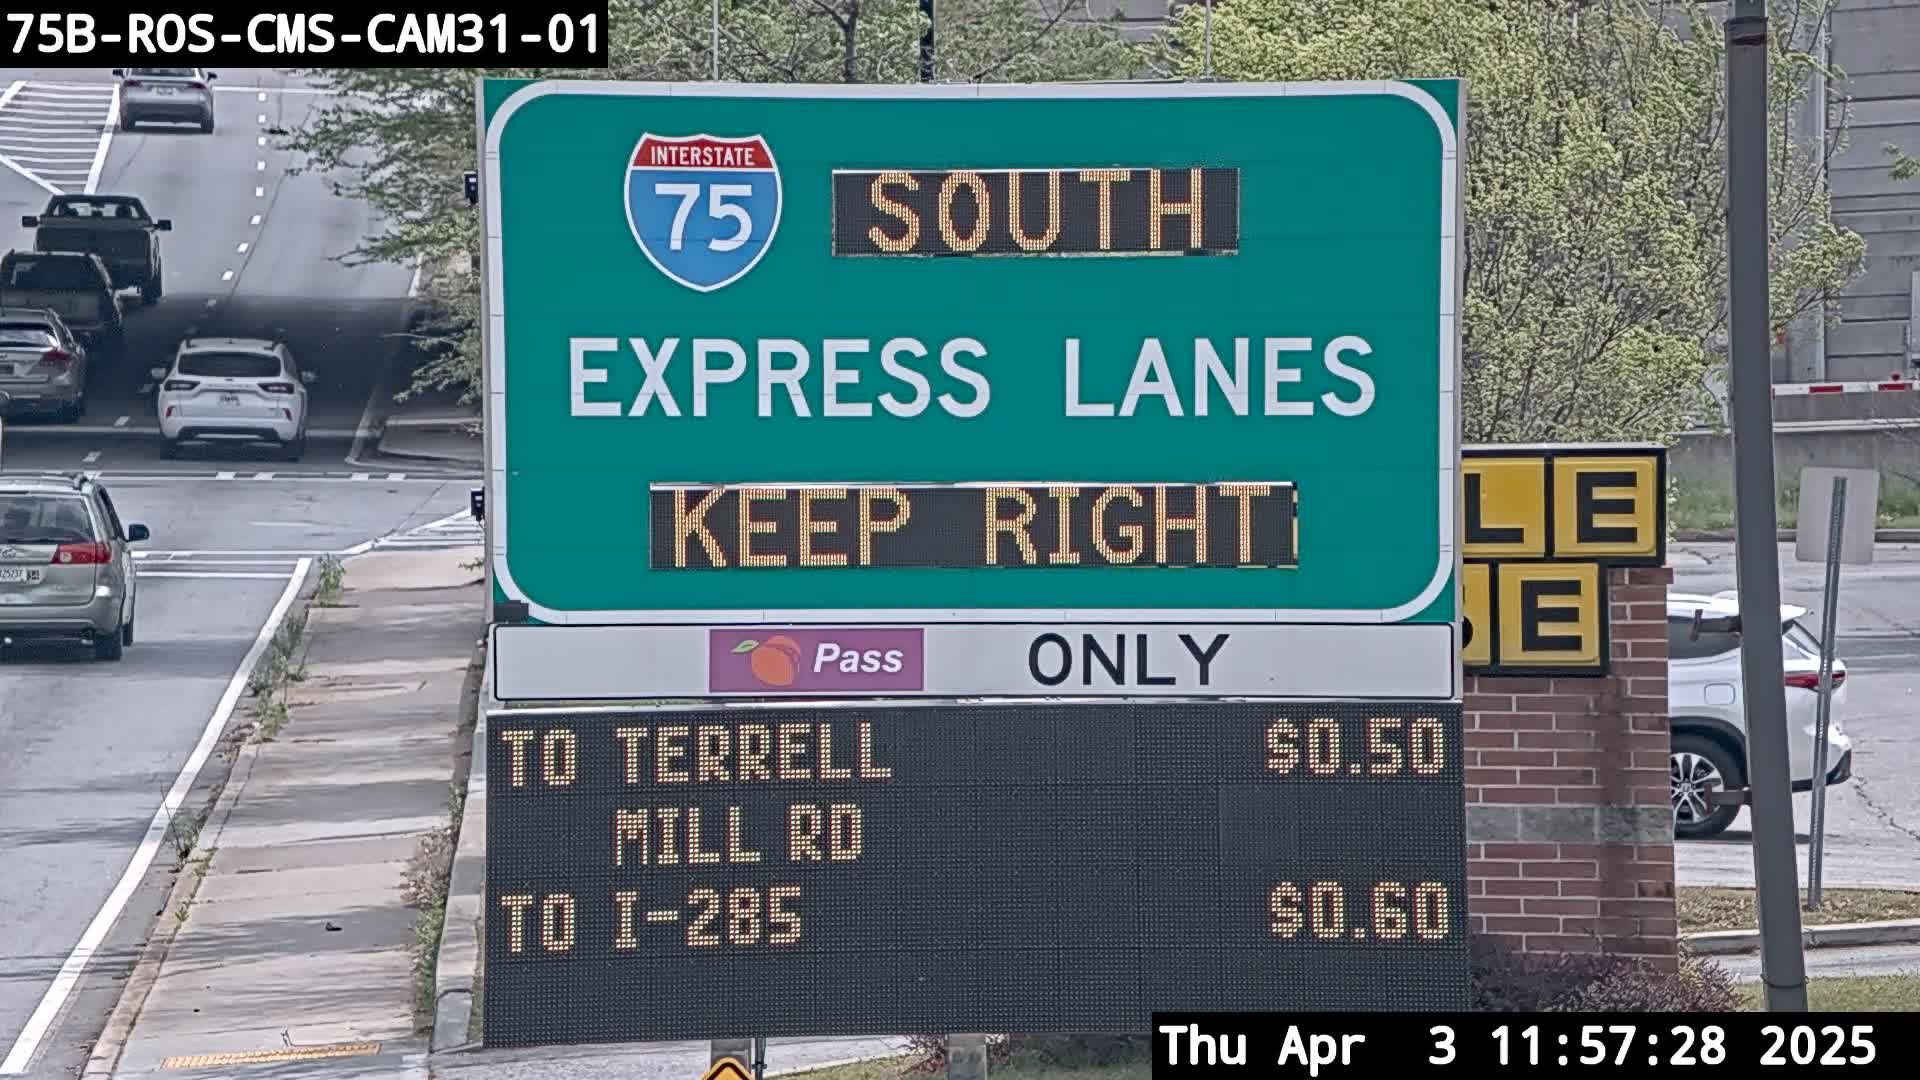 75B-ROS-CMS-CAM31-01
INTERSTATE
75
SOUTH
EXPRESS LANES
KEEP RIGHT
Pass ONLY
TO TERRELL $0.50
MILL RD
TO I-285 $0.60
LE
E
Thu Apr 3 11:57:28 2025